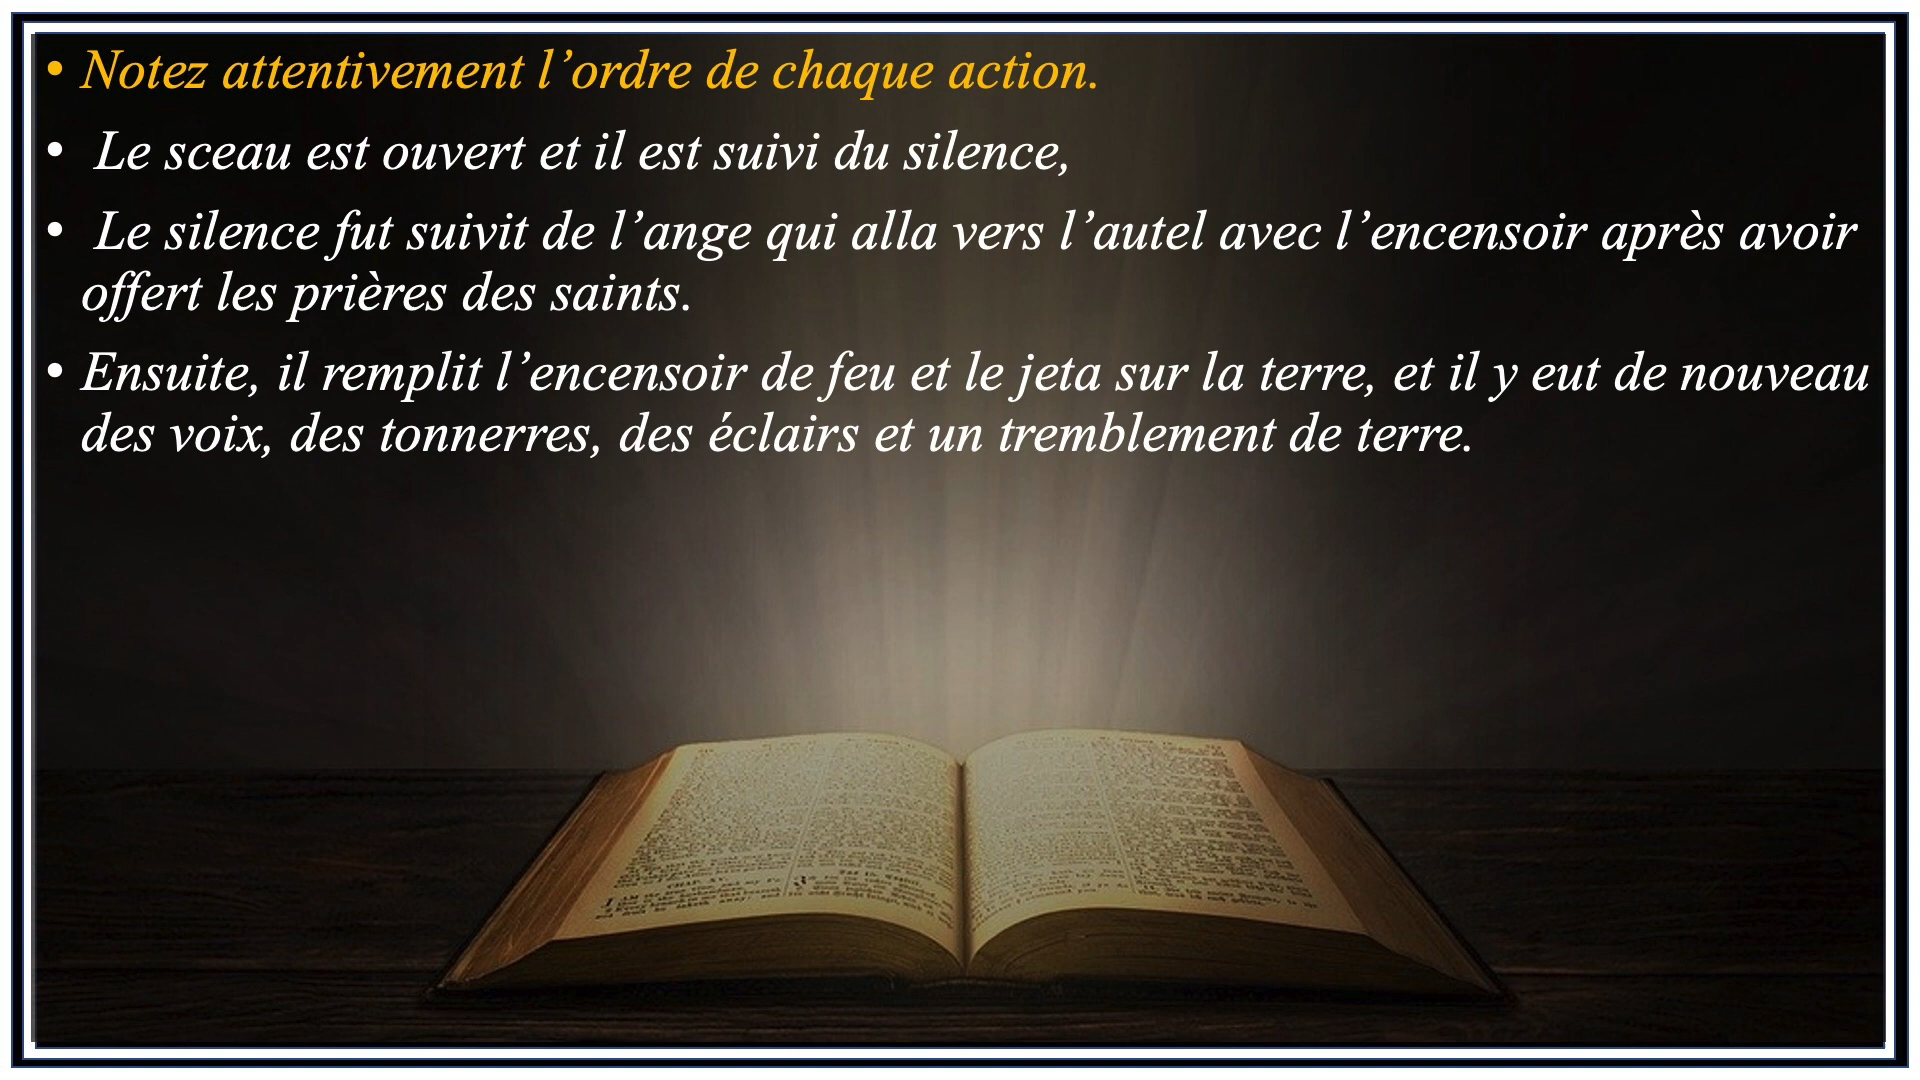 • Notez attentivement l’ordre de chaque action.
• Le sceau est ouvert et il est suivi du silence,
• Le silence fut suivit de l’ange qui alla vers l’autel avec l’encensoir après avoir
offert les prières des saints.
• Ensuite, il remplit l’encensoir de feu et le jeta sur la terre, et il y eut de nouveau
des voix, des tonnerres, des éclairs et un tremblement de terre.